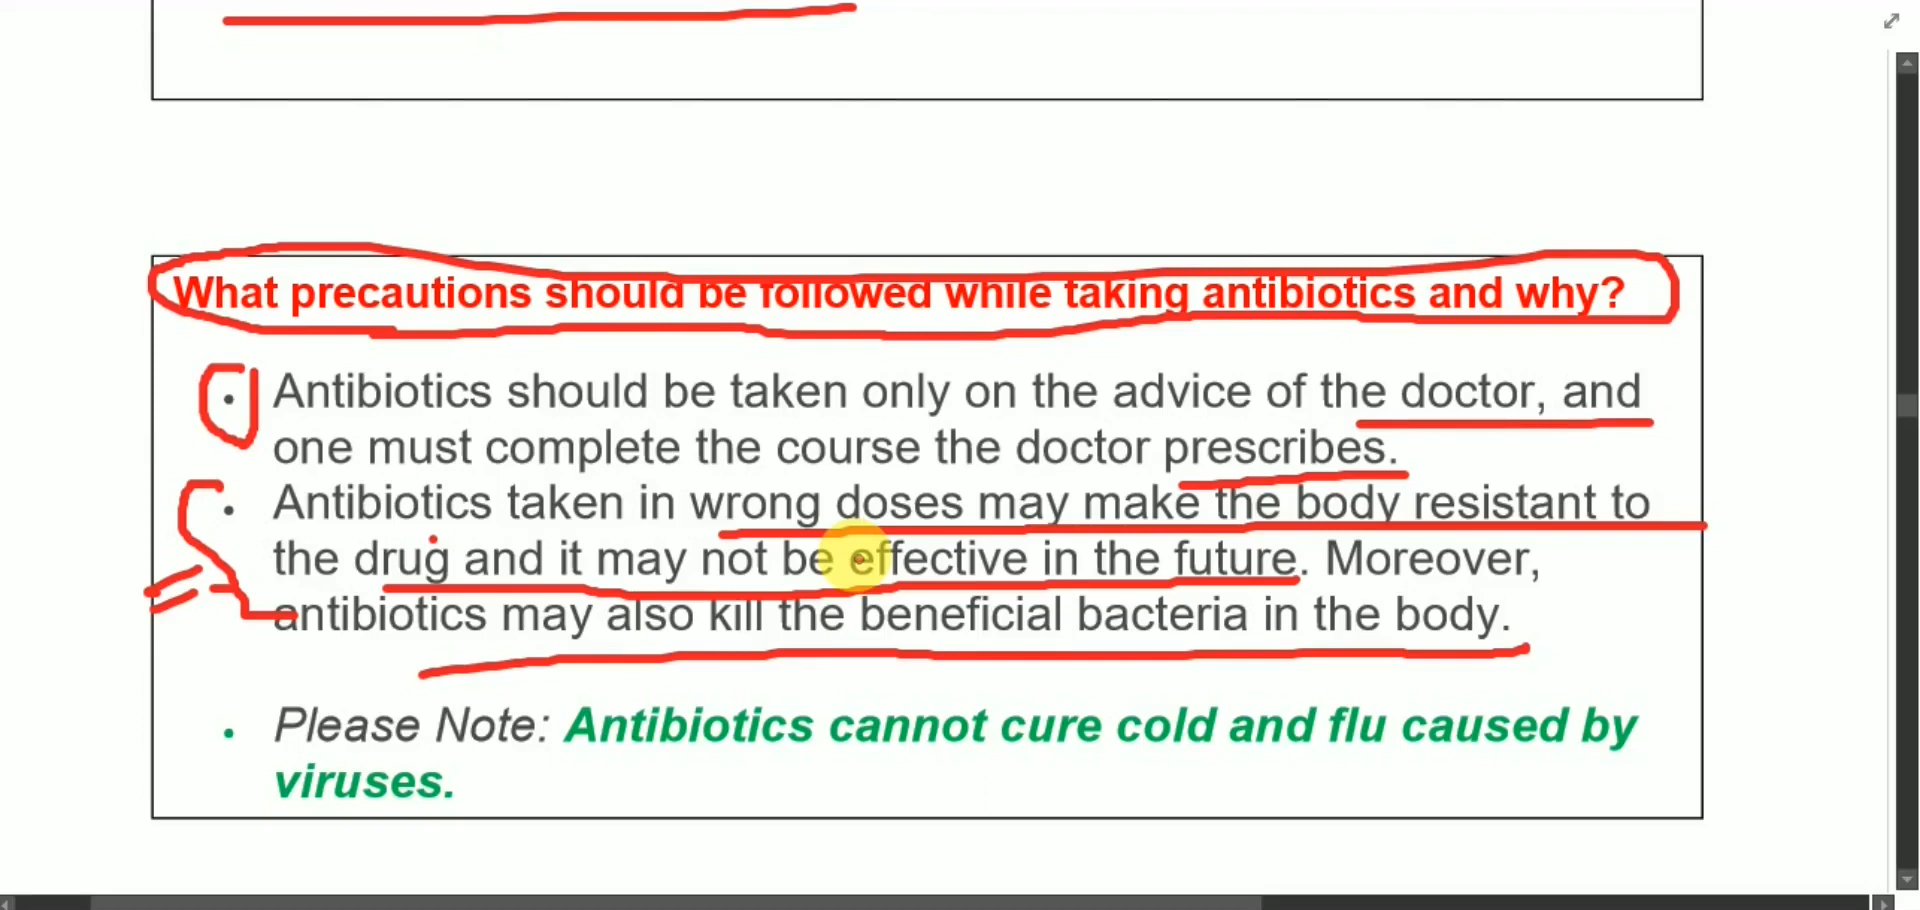 What precautions should be followed while taking antibiotics and why?
• Antibiotics should be taken only on the advice of the doctor, and
one must complete the course the doctor prescribes.
• Antibiotics taken in wrong doses may make the body resistant to
the drug and it may not be effective in the future. Moreover,
antibiotics may also kill the beneficial bacteria in the body.
• Please Note: Antibiotics cannot cure cold and flu caused by
viruses.